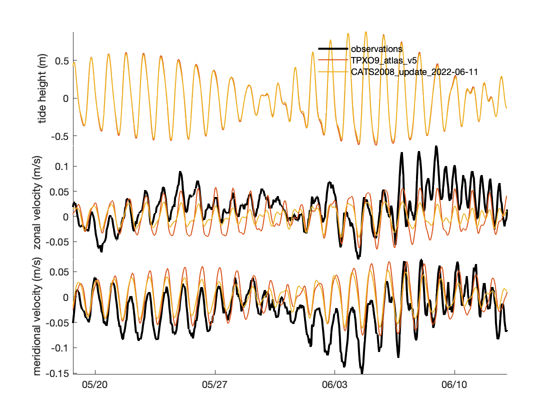 observations
TPXO9_atlas_v5
CATS2008_update_2022-06-11
tide height (m)
0.5
0
-0.5
zonal velocity (m/s)
0.1
0.05
0
-0.05
meridional velocity (m/s)
0.05
0
-0.05
-0.1
-0.15
05/20
05/27
06/03
06/10